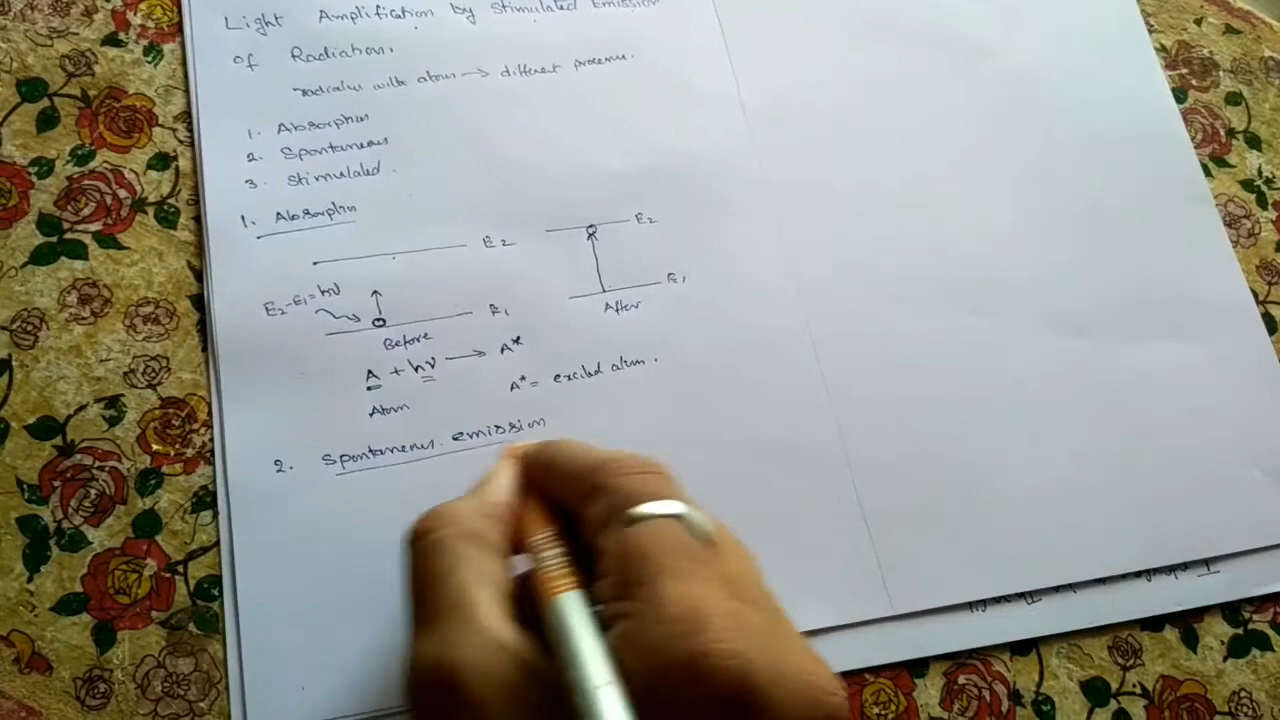 Light Amplification by Stimulated Emission
of Radiation.
radiation with atom → different process.
1. Absorption
2. Spontaneous
3. Stimulated.
1. Absorption
E2
E2
E2-E1=hν
E1
E1
Before
After
A + hν → A*
Atom
A* = excited atom.
2. Spontaneous emission